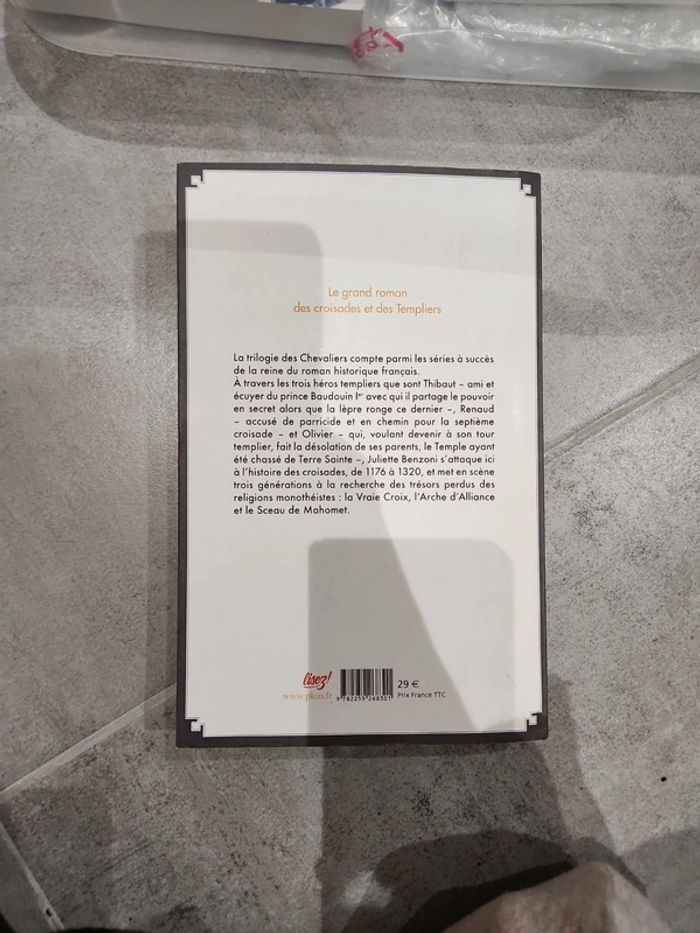 Le grand roman
des croisades et des Templiers
La trilogie des Chevaliers compte parmi les séries à succès
de la reine du roman historique français.
À travers les trois héros templiers que sont Thibaut – ami et
écuyer du prince Baudouin Ier avec qui il partage le pouvoir
en secret alors que la lèpre ronge ce dernier –, Renaud
– accusé de parricide et en chemin pour la septième
croisade – et Olivier – qui, voulant devenir à son tour
templier, fait la désolation de ses parents, le Temple ayant
été chassé de Terre Sainte –, Juliette Benzoni s'attaque ici
à l'histoire des croisades, de 1176 à 1320, et met en scène
trois générations à la recherche des trésors perdus des
religions monothéistes : la Vraie Croix, l'Arche d'Alliance
et le Sceau de Mahomet.
lisez!
www.plon.fr
9 782259 248301
29 €
Prix France TTC